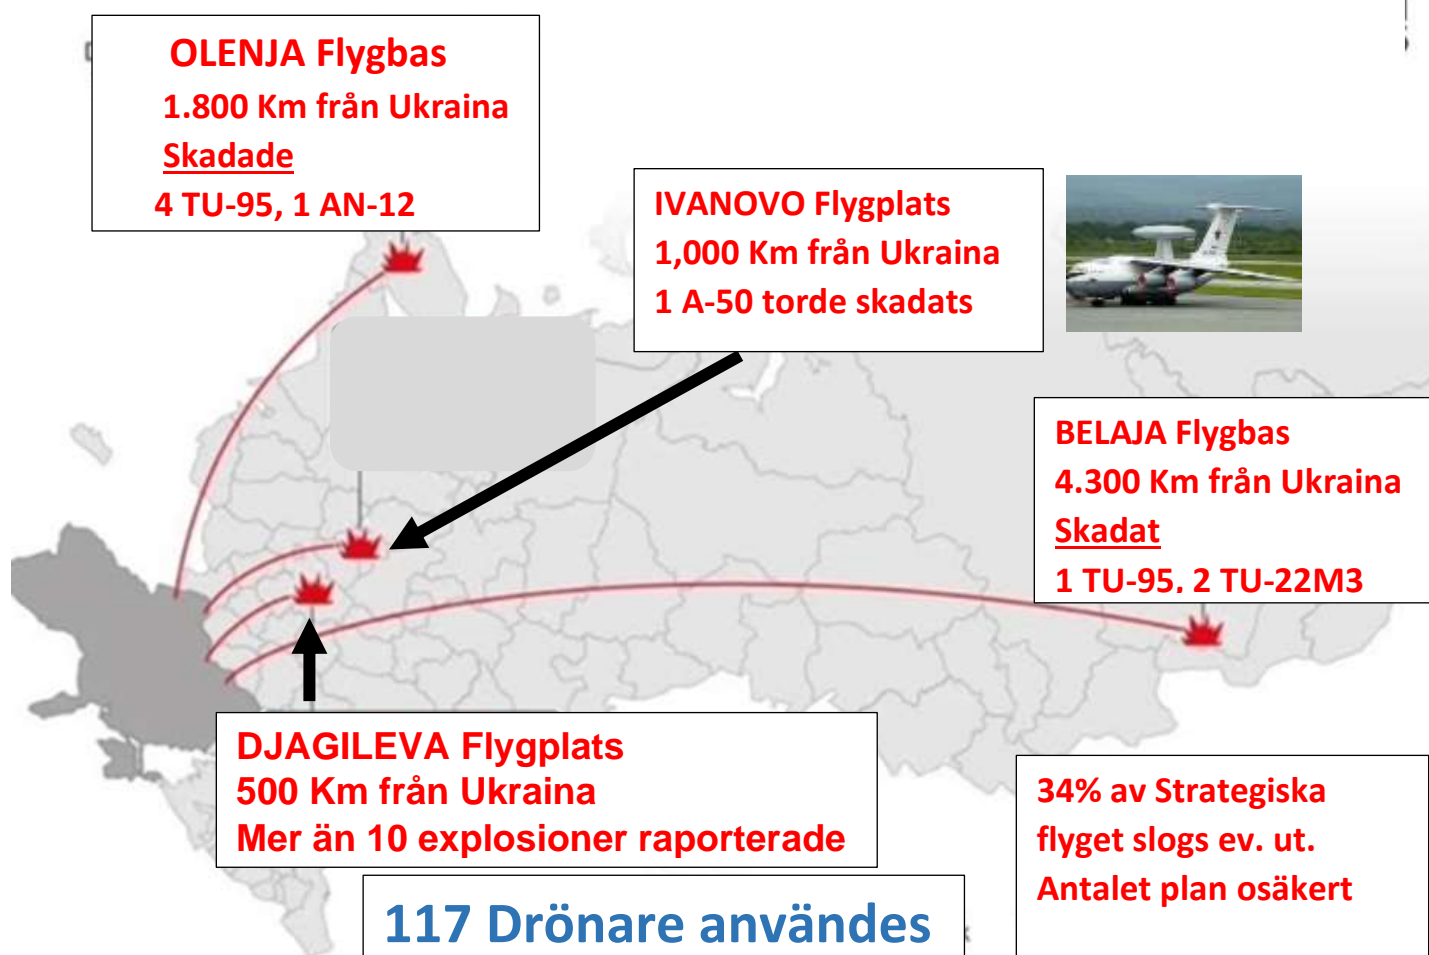 OLENJA Flygbas
1.800 Km från Ukraina
Skadade
4 TU-95, 1 AN-12
IVANOVO Flygplats
1,000 Km från Ukraina
1 A-50 torde skadats
BELAJA Flygbas
4.300 Km från Ukraina
Skadat
1 TU-95, 2 TU-22M3
DJAGILEVA Flygplats
500 Km från Ukraina
Mer än 10 explosioner raporterade
34% av Strategiska
flyget slogs ev. ut.
Antalet plan osäkert
117 Drönare användes